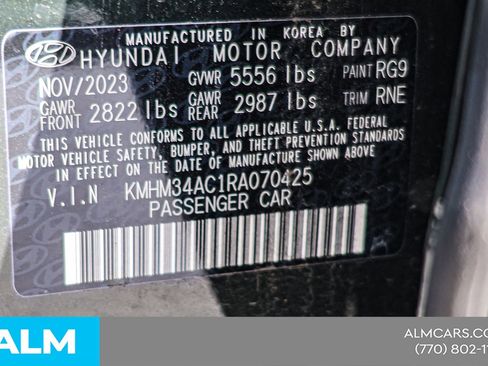 MANUFACTURED IN KOREA BY
HYUNDAI MOTOR COMPANY
NOV/2023 GVWR 5556 lbs PAINT RG9
GAWR FRONT 2822 lbs GAWR REAR 2987 lbs TRIM RNE
THIS VEHICLE CONFORMS TO ALL APPLICABLE U.S.A. FEDERAL
MOTOR VEHICLE SAFETY, BUMPER, AND THEFT PREVENTION STANDARDS
IN EFFECT ON THE DATE OF MANUFACTURE SHOWN ABOVE.
V.I.N KMHM34AC1RA070425
PASSENGER CAR
ALM
ALMCARS.COM
(770) 802-11